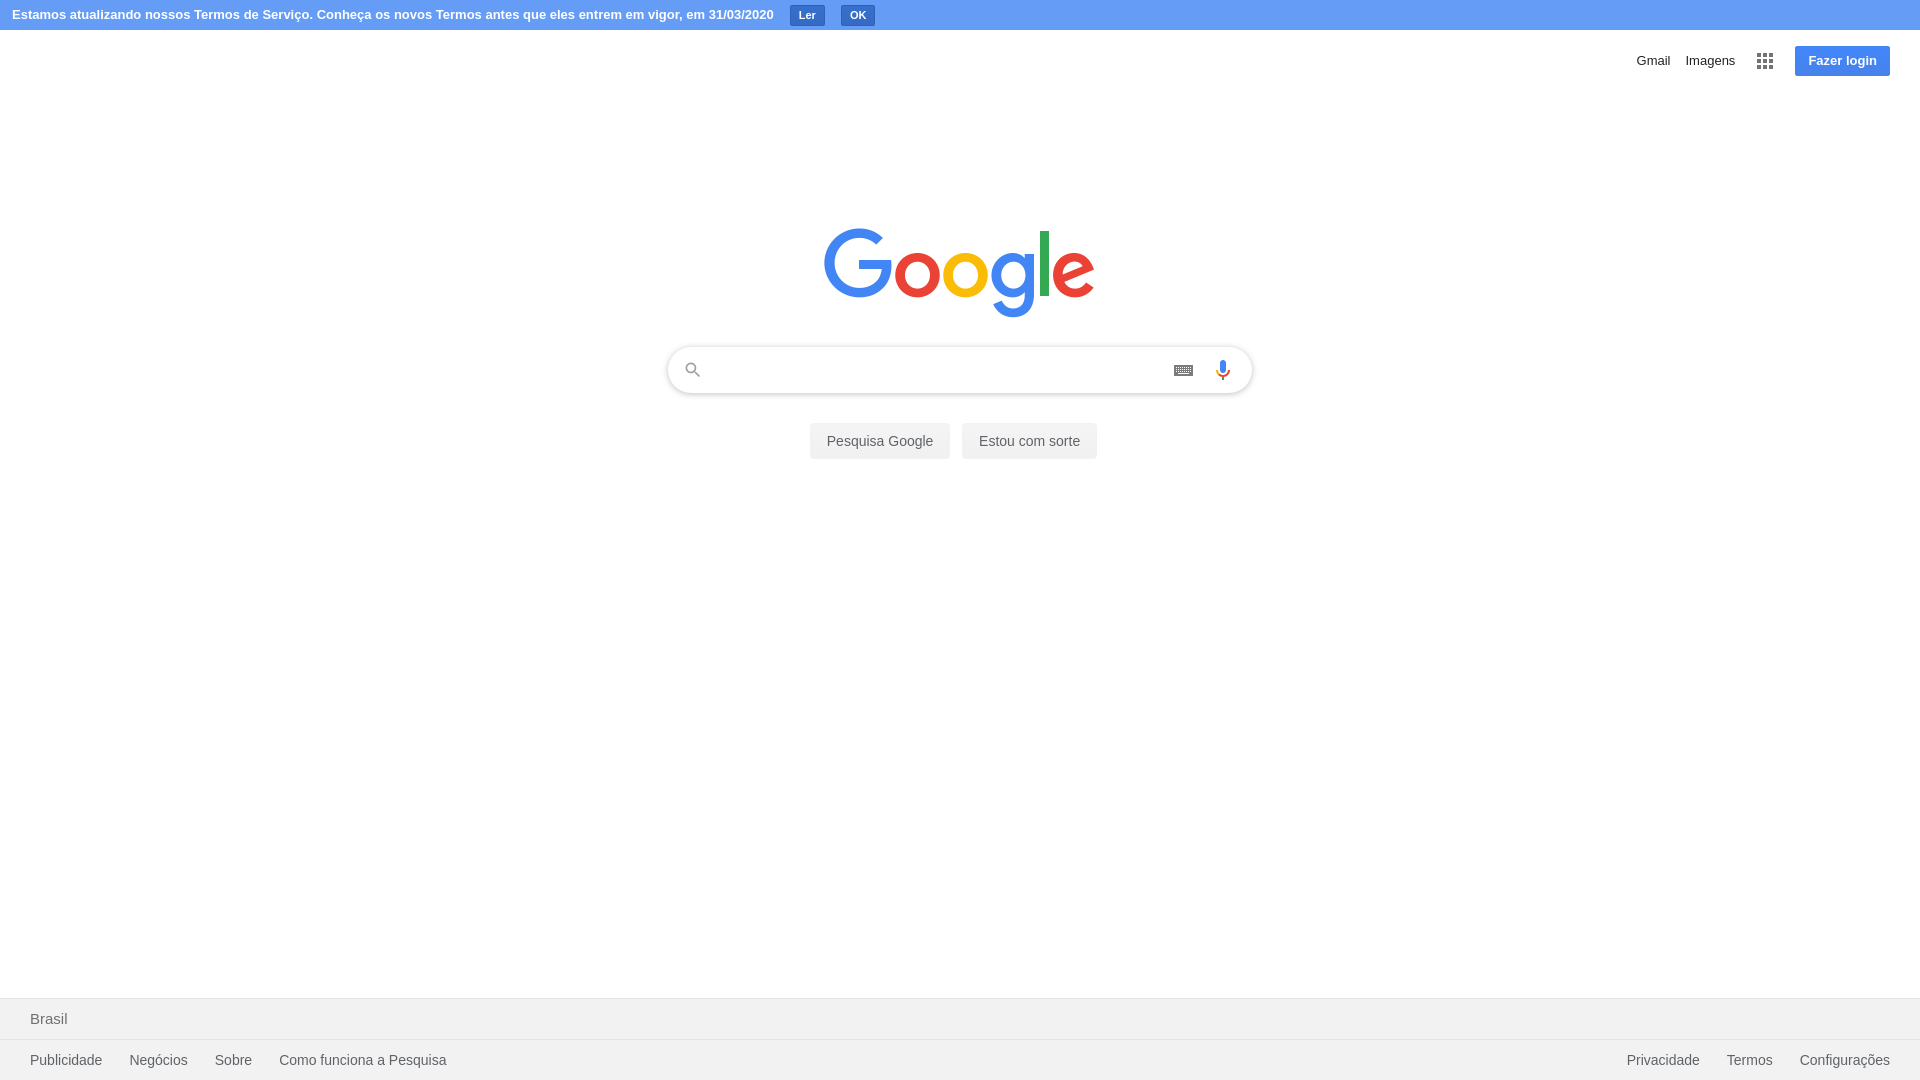 Estamos atualizando nossos Termos de Serviço. Conheça os novos Termos antes que eles entrem em vigor, em 31/03/2020 Ler OK
Gmail Imagens Fazer login
Google
Pesquisa Google Estou com sorte
Brasil
Publicidade Negócios Sobre Como funciona a Pesquisa Privacidade Termos Configurações